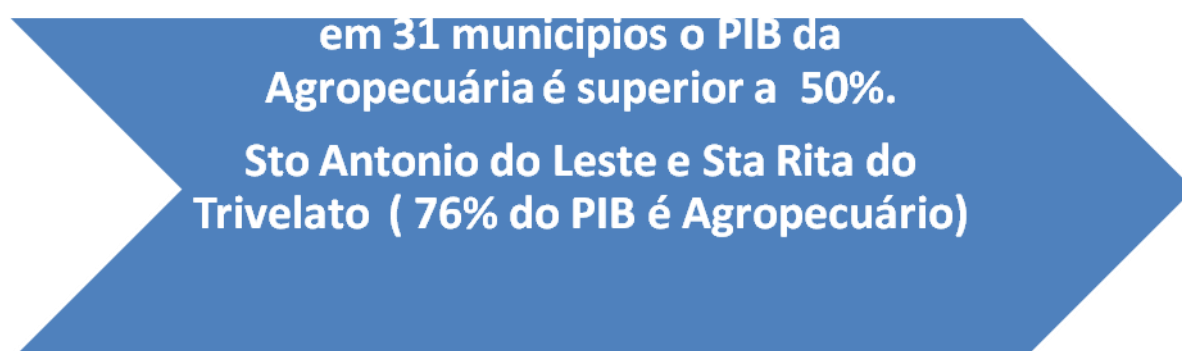 em 31 municipios o PIB da
Agropecuária é superior a 50%.
Sto Antonio do Leste e Sta Rita do
Trivelato ( 76% do PIB é Agropecuário)